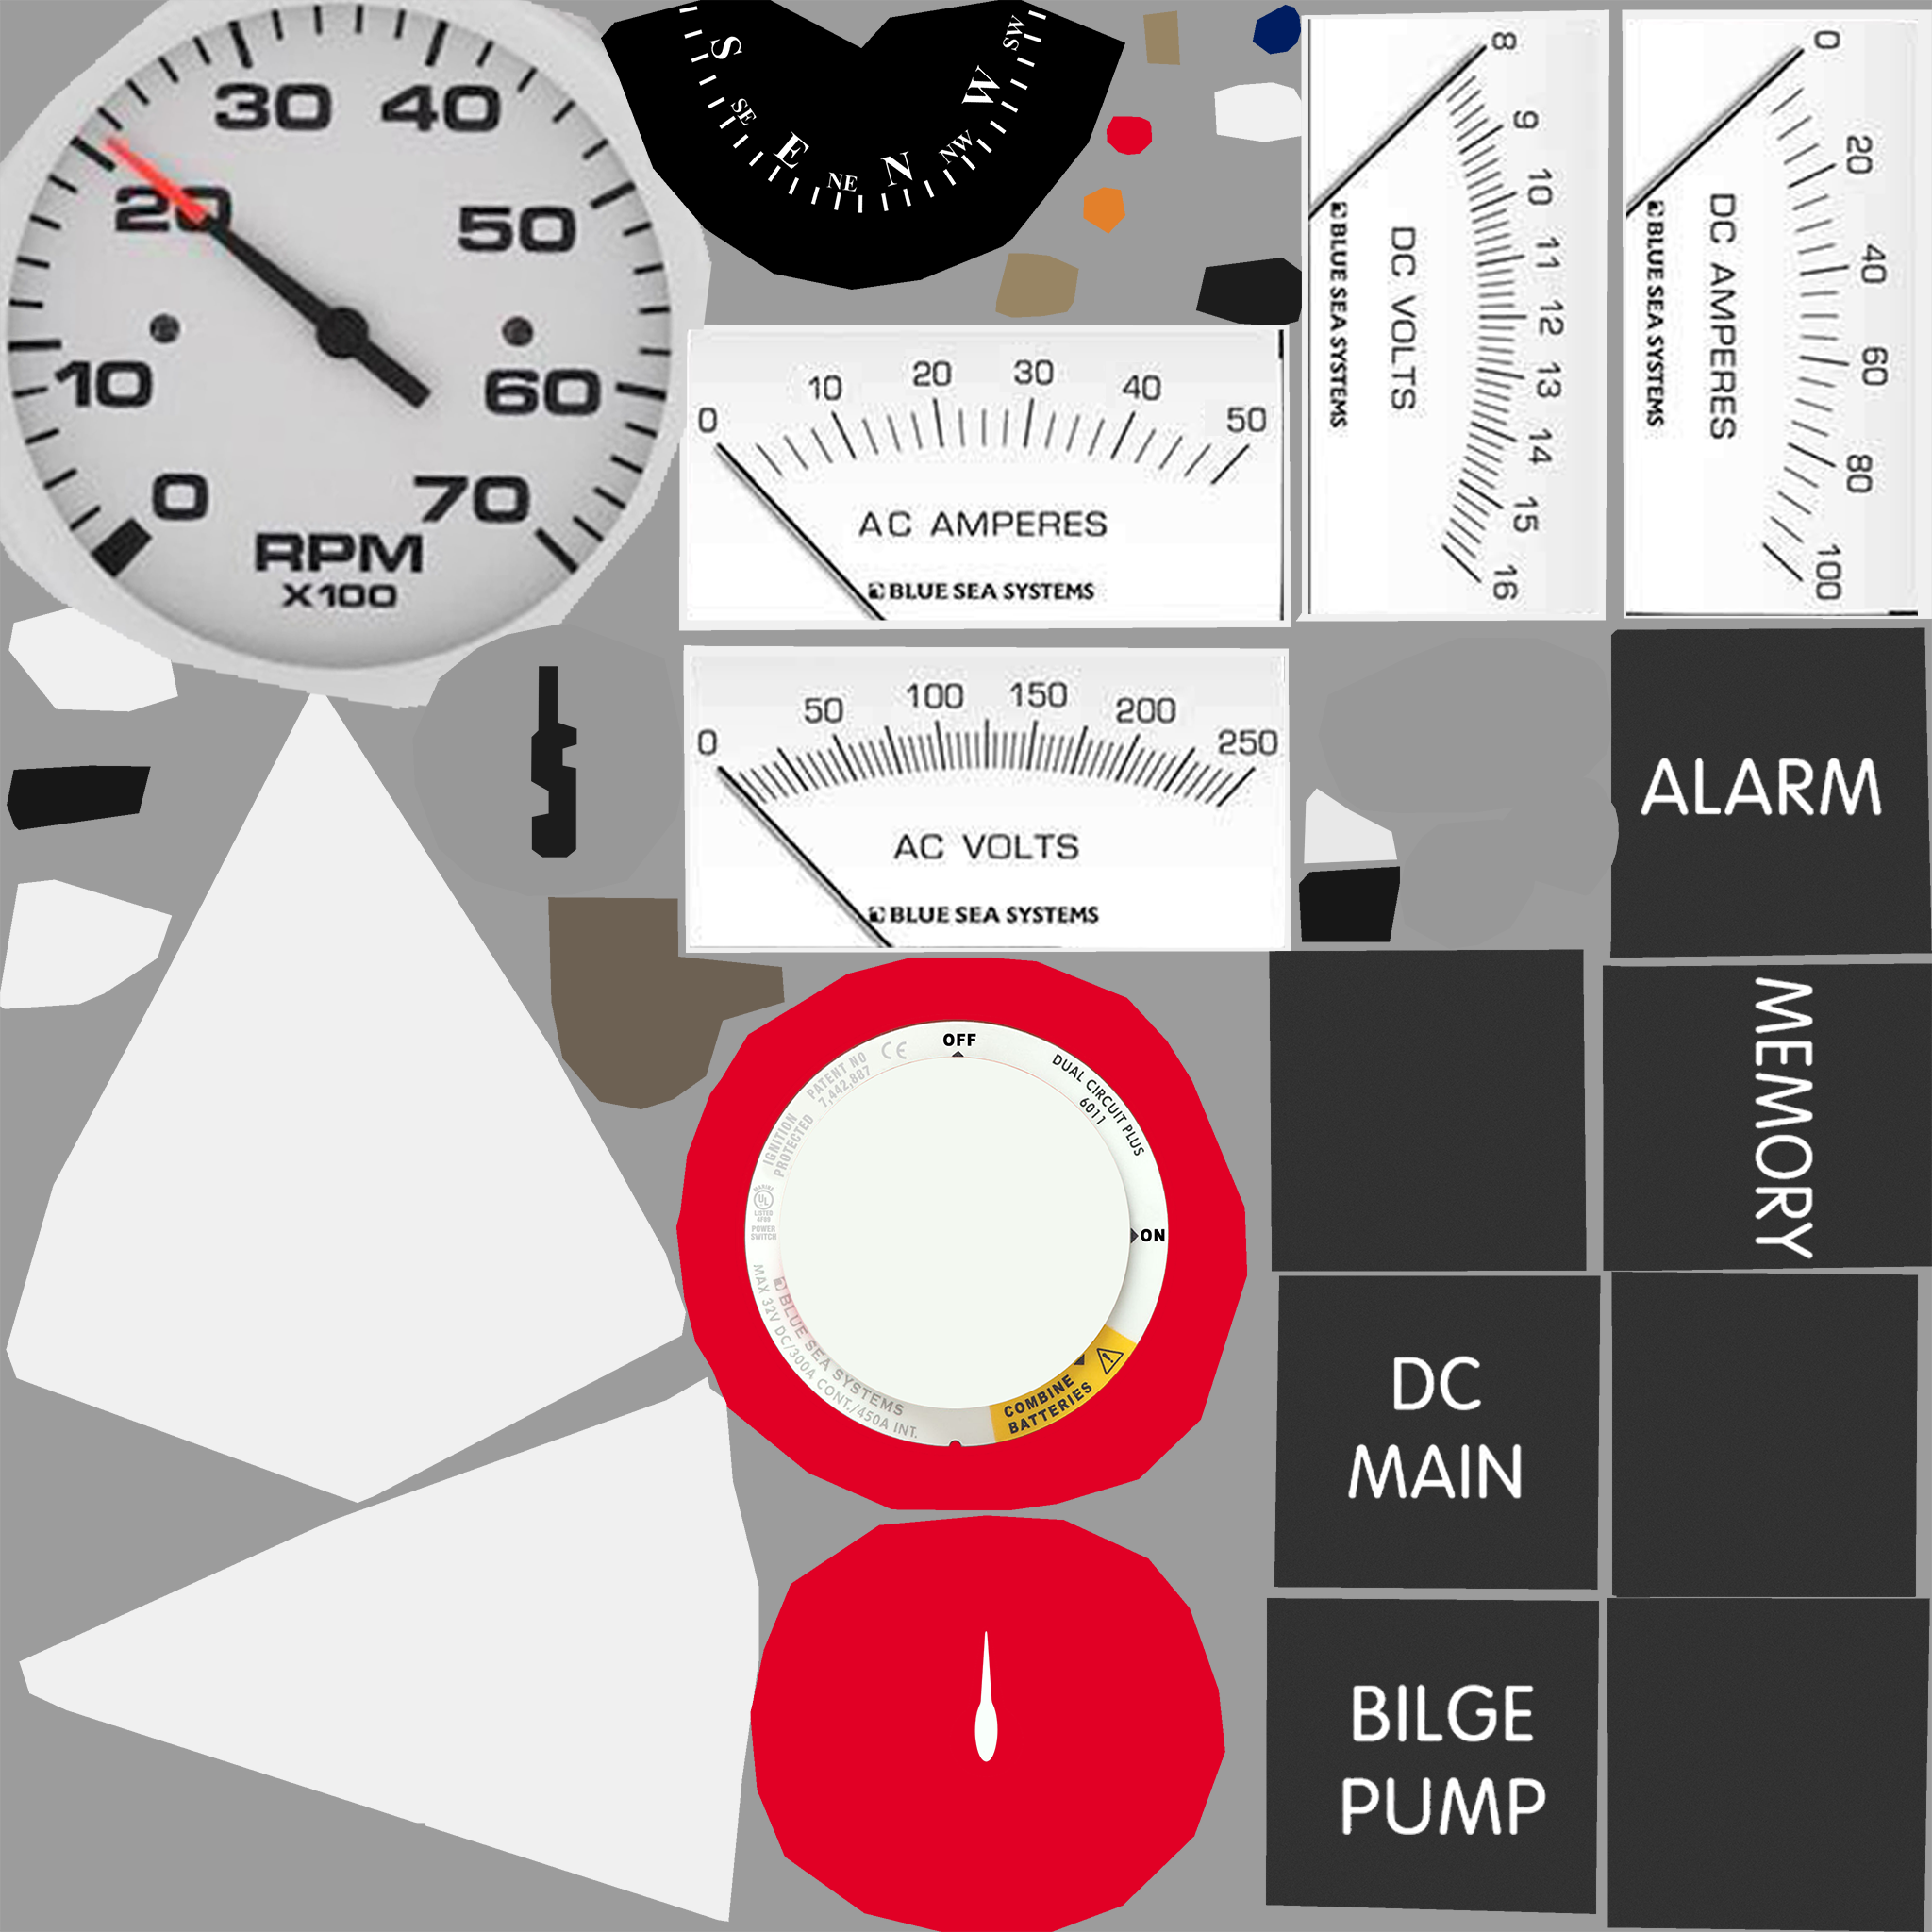 30 40
20 50
10 60
0 70
RPM
X100
S SE E NE N NW W SW
0 10 20 30 40 50
AC AMPERES
BLUE SEA SYSTEMS
8 9 10 11 12 13 14 15 16
DC VOLTS
BLUE SEA SYSTEMS
0 20 40 60 80 100
DC AMPERES
BLUE SEA SYSTEMS
0 50 100 150 200 250
AC VOLTS
BLUE SEA SYSTEMS
ALARM
MEMORY
OFF
DUAL CIRCUIT PLUS
6011
ON
COMBINE
BATTERIES
CE
PATENT NO
7,442,887
IGNITION
PROTECTED
MARINE
UL
LISTED
POWER
SWITCH
BLUE SEA SYSTEMS
MAX 32V DC/300A CONT./450A INT.
DC
MAIN
BILGE
PUMP